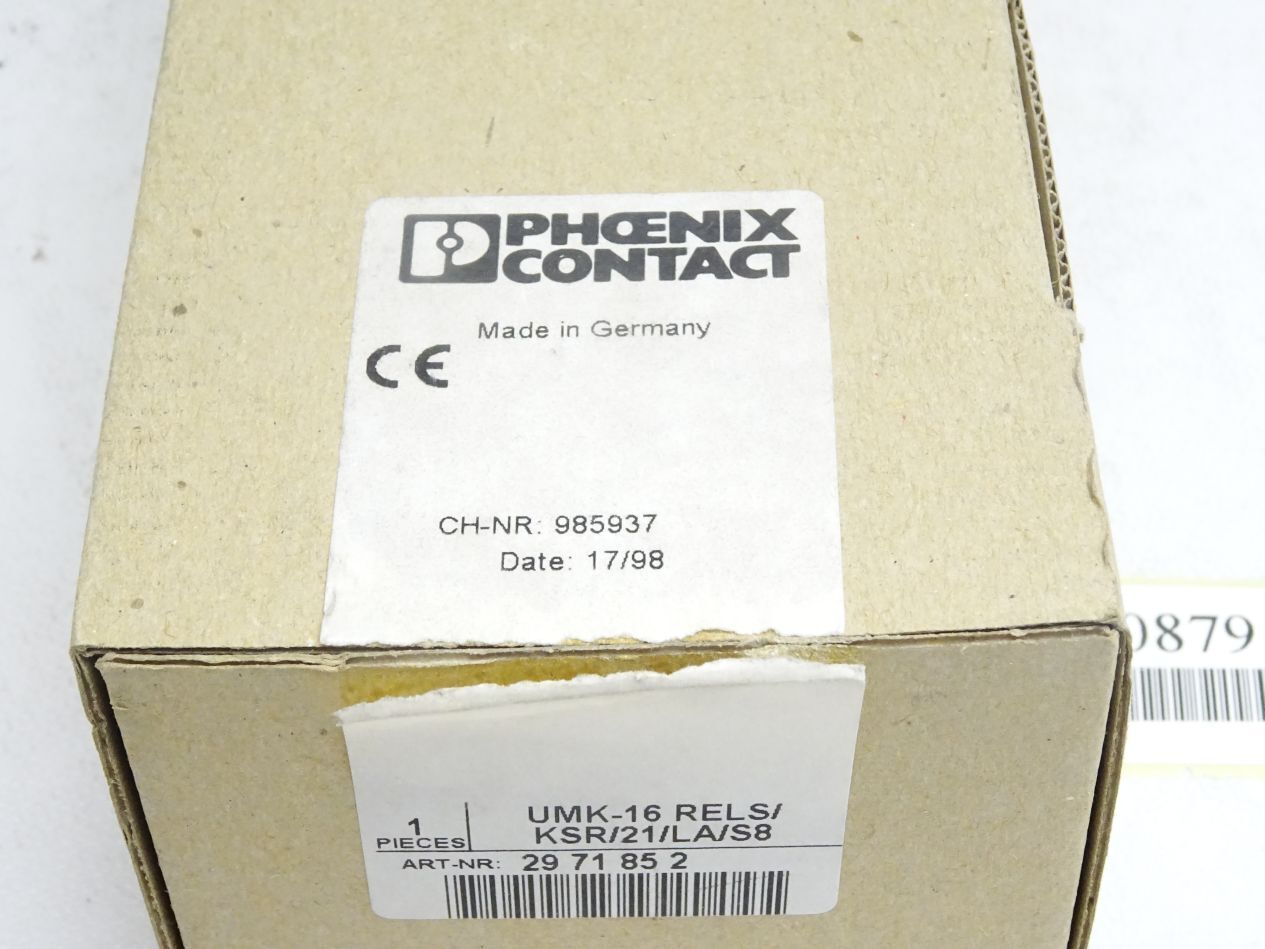 PHŒNIX
CONTACT
Made in Germany
CE
CH-NR: 985937
Date: 17/98
0879
1
PIECES
UMK-16 RELS/
KSR/21/LA/S8
ART-NR: 29 71 85 2